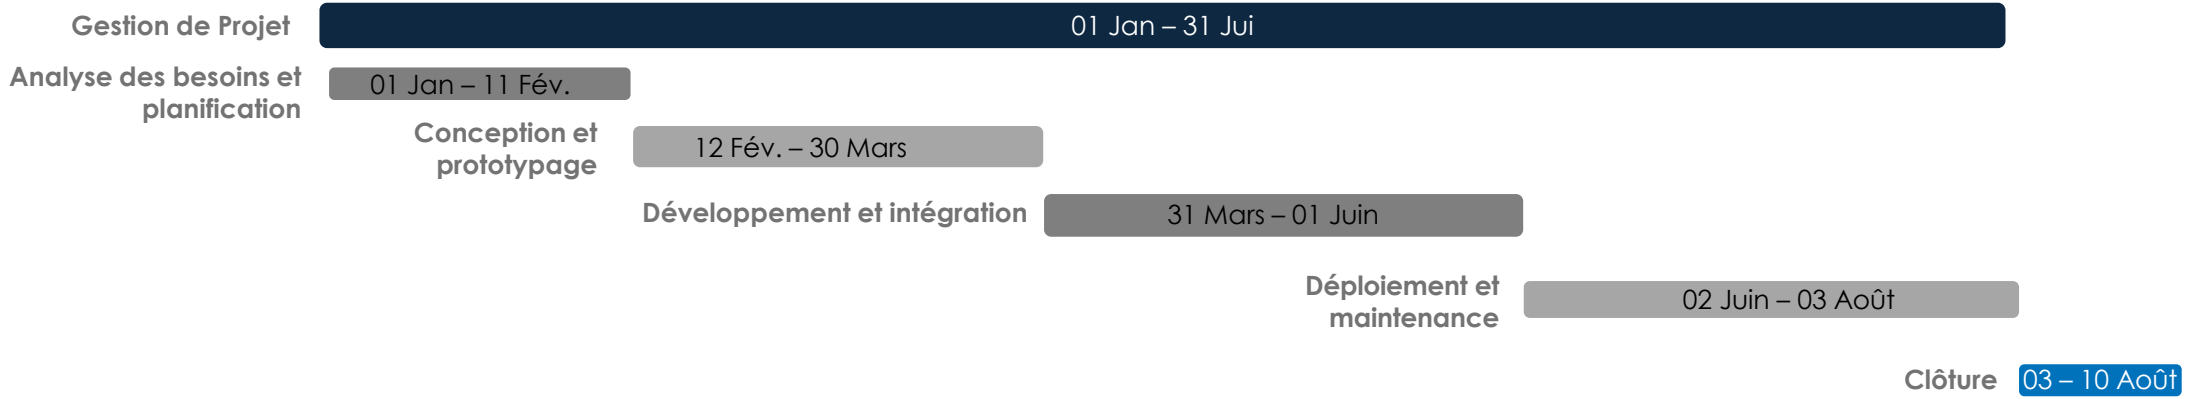 Gestion de Projet
01 Jan – 31 Jui
Analyse des besoins et
planification
01 Jan – 11 Fév.
Conception et
prototypage
12 Fév. – 30 Mars
Développement et intégration
31 Mars – 01 Juin
Déploiement et
maintenance
02 Juin – 03 Août
Clôture
03 – 10 Août